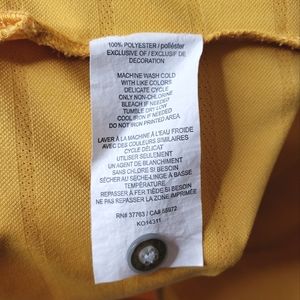 100% POLYESTER / poliéster
EXCLUSIVE OF / EXCLUSIF DE
DECORATION
MACHINE WASH COLD
WITH LIKE COLORS
DELICATE CYCLE
ONLY NON-CHLORINE
BLEACH IF NEEDED
TUMBLE DRY LOW
COOL IRON IF NEEDED
DO NOT IRON PRINTED AREA
LAVER À LA MACHINE À L'EAU FROIDE
AVEC DES COULEURS SIMILAIRES
CYCLE DÉLICAT
UTILISER SEULEMENT
UN AGENT DE BLANCHIMENT
SANS CHLORE SI BESOIN
SÉCHER AU SÈCHE-LINGE À BASSE
TEMPÉRATURE
REPASSER À FER TIÈDE SI BESOIN
NE PAS REPASSER LA ZONE IMPRIMÉE
RN# 37763 / CA# 58972
KO14311